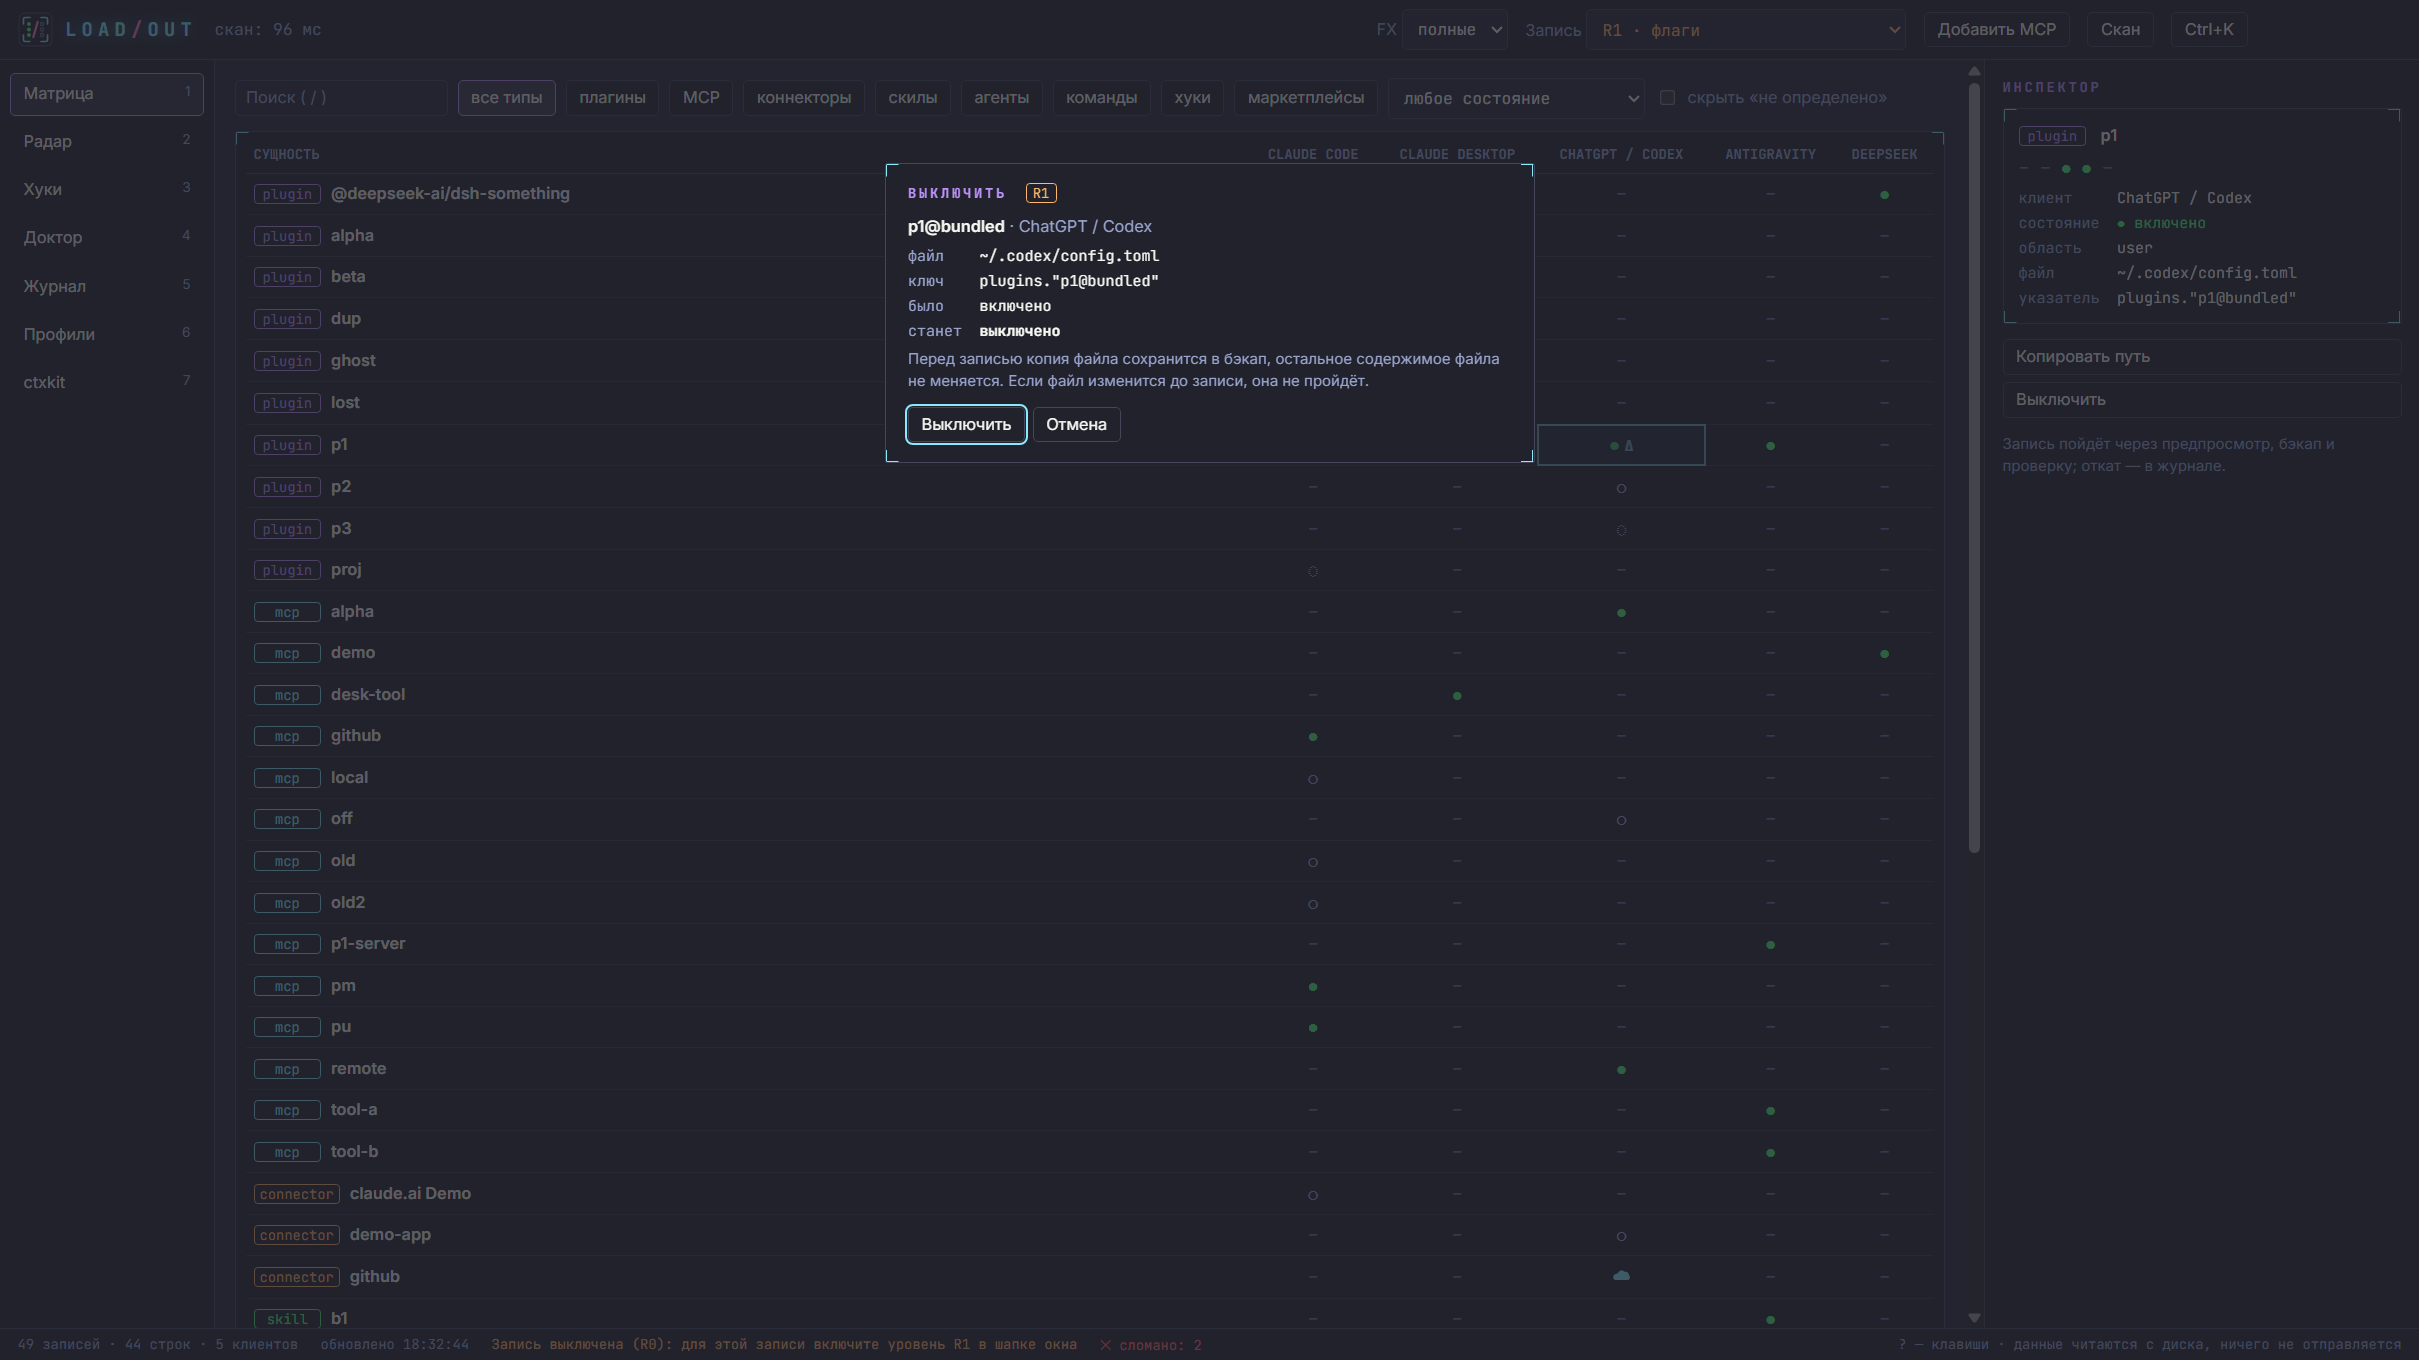 LOAD/OUT скан: 96 мс FX полные Запись R1 · флаги Добавить MCP Скан Ctrl+K
Матрица 1
Радар 2
Хуки 3
Доктор 4
Журнал 5
Профили 6
ctxkit 7
Поиск ( / ) все типы плагины MCP коннекторы скилы агенты команды хуки маркетплейсы любое состояние скрыть «не определено»
СУЩНОСТЬ CLAUDE CODE CLAUDE DESKTOP CHATGPT / CODEX ANTIGRAVITY DEEPSEEK
plugin @deepseek-ai/dsh-something — — ●
plugin alpha — — —
plugin beta — — —
plugin dup — — —
plugin ghost — — —
plugin lost — — —
plugin p1 ● Δ ● —
plugin p2 — — ○ — —
plugin p3 — — ◌ — —
plugin proj ◌ — — — —
mcp alpha — — ● — —
mcp demo — — — — ●
mcp desk-tool — ● — — —
mcp github ● — — — —
mcp local ○ — — — —
mcp off — — ○ — —
mcp old ○ — — — —
mcp old2 ○ — — — —
mcp p1-server — — — ● —
mcp pm ● — — — —
mcp pu ● — — — —
mcp remote — — ● — —
mcp tool-a — — — ● —
mcp tool-b — — — ● —
connector claude.ai Demo ○ — — — —
connector demo-app — — ○ — —
connector github — — ☁ — —
skill b1 — — — ● —
ВЫКЛЮЧИТЬ R1
p1@bundled · ChatGPT / Codex
файл ~/.codex/config.toml
ключ plugins."p1@bundled"
было включено
станет выключено
Перед записью копия файла сохранится в бэкап, остальное содержимое файла
не меняется. Если файл изменится до записи, она не пройдёт.
Выключить Отмена
ИНСПЕКТОР
plugin p1
— — ● ● —
клиент ChatGPT / Codex
состояние ● включено
область user
файл ~/.codex/config.toml
указатель plugins."p1@bundled"
Копировать путь
Выключить
Запись пойдёт через предпросмотр, бэкап и
проверку; откат — в журнале.
49 записей · 44 строк · 5 клиентов обновлено 18:32:44 Запись выключена (R0): для этой записи включите уровень R1 в шапке окна ✕ сломано: 2 ? — клавиши · данные читаются с диска, ничего не отправляется